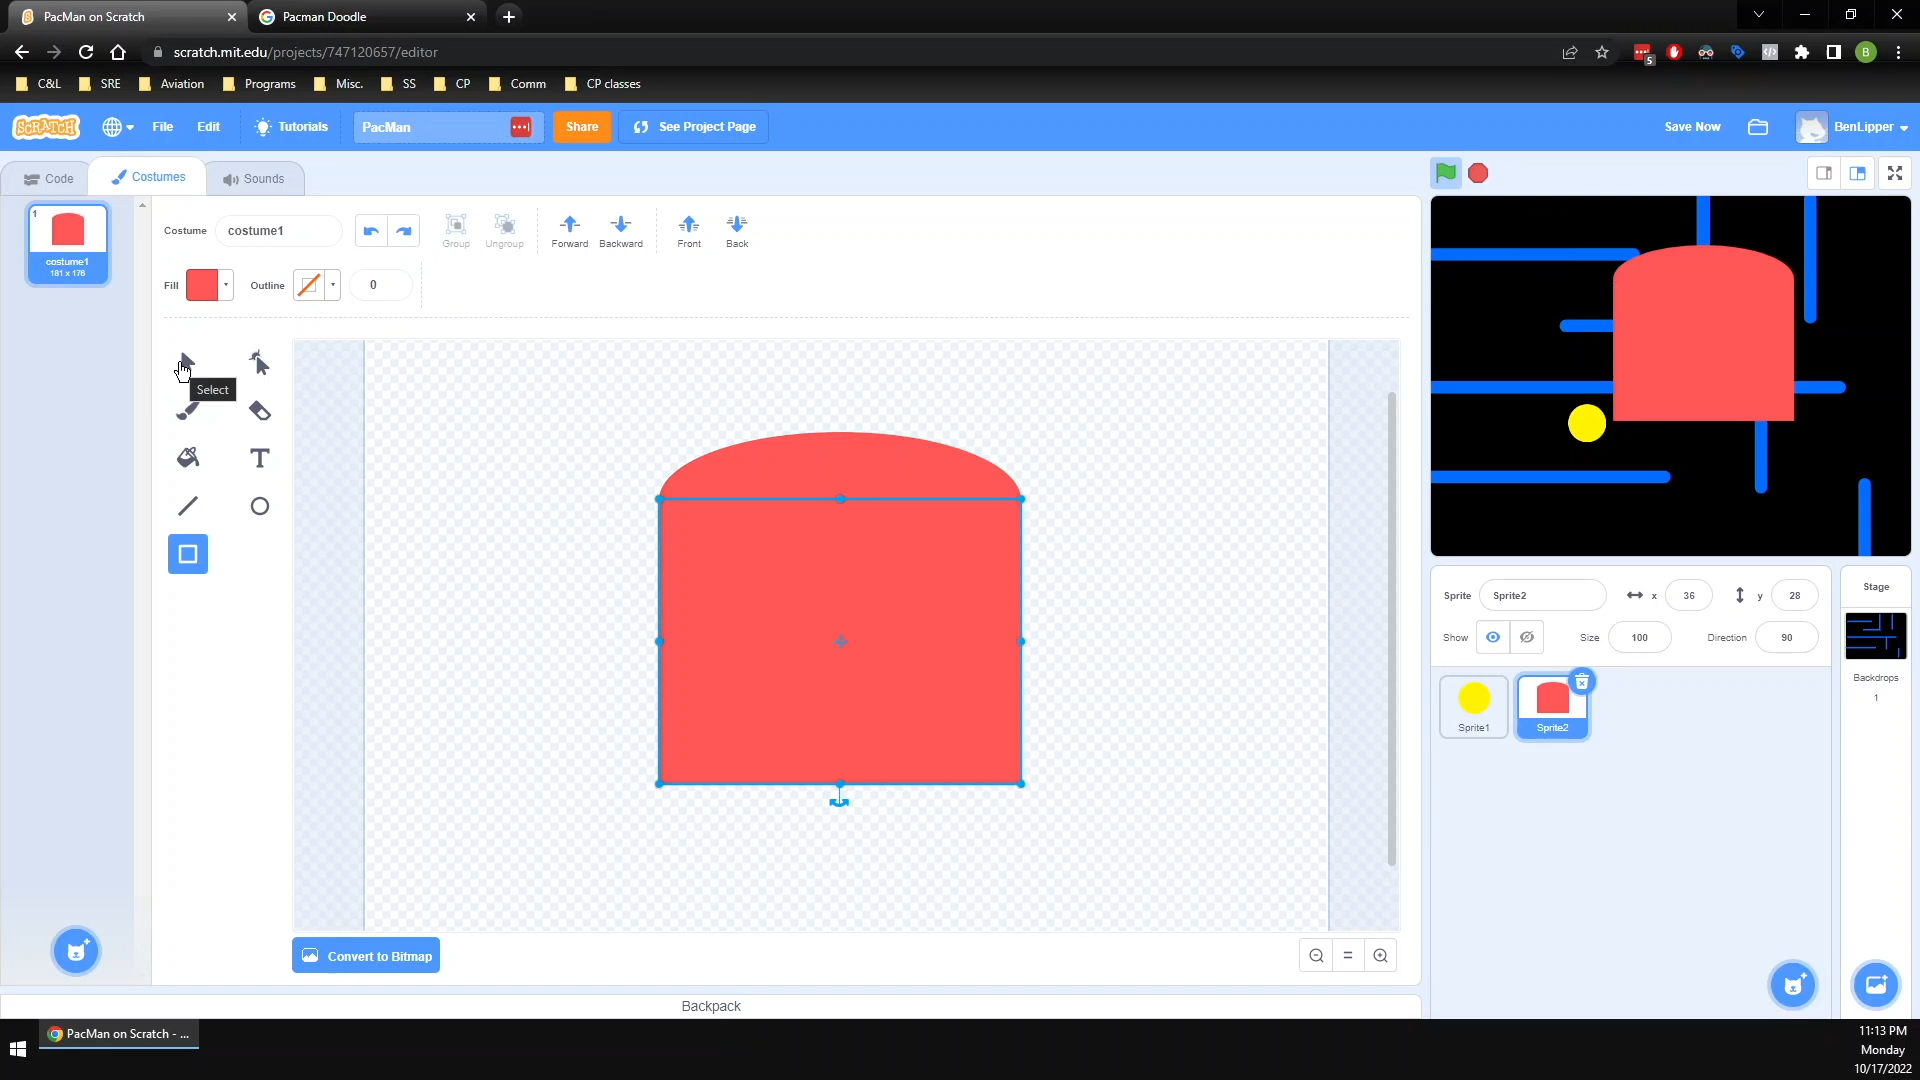 PacMan on Scratch
Pacman Doodle
scratch.mit.edu/projects/747120657/editor
5
B
C&L
SRE
Aviation
Programs
Misc.
SS
CP
Comm
CP classes
SCRATCH
File
Edit
Tutorials
PacMan
Share
See Project Page
Save Now
BenLipper
Code
Costumes
Sounds
1
costume1
181 x 176
Costume
costume1
Group
Ungroup
Forward
Backward
Front
Back
Fill
Outline
0
Select
T
Convert to Bitmap
Backpack
Sprite
Sprite2
x
36
y
28
Show
Size
100
Direction
90
Sprite1
Sprite2
Stage
Backdrops
1
PacMan on Scratch - ...
11:13 PM
Monday
10/17/2022